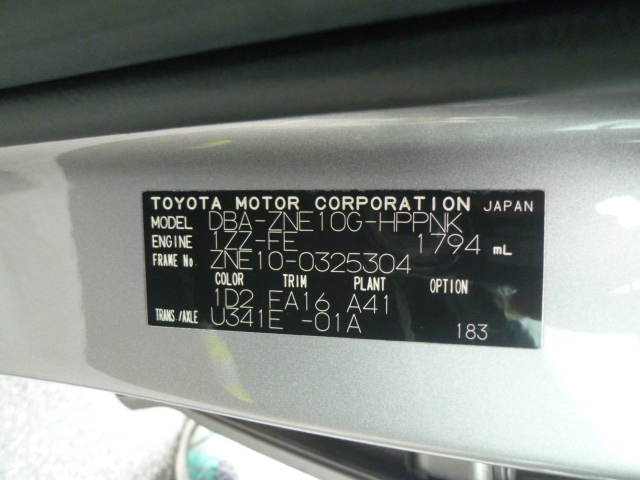 TOYOTA MOTOR CORPORATION JAPAN
MODEL DBA-ZNE10G-HPPNK
ENGINE 1ZZ-FE 1794 mL
FRAME No. ZNE10-0325304
COLOR TRIM PLANT OPTION
1D2 FA16 A41
TRANS./AXLE U341E -01A 183